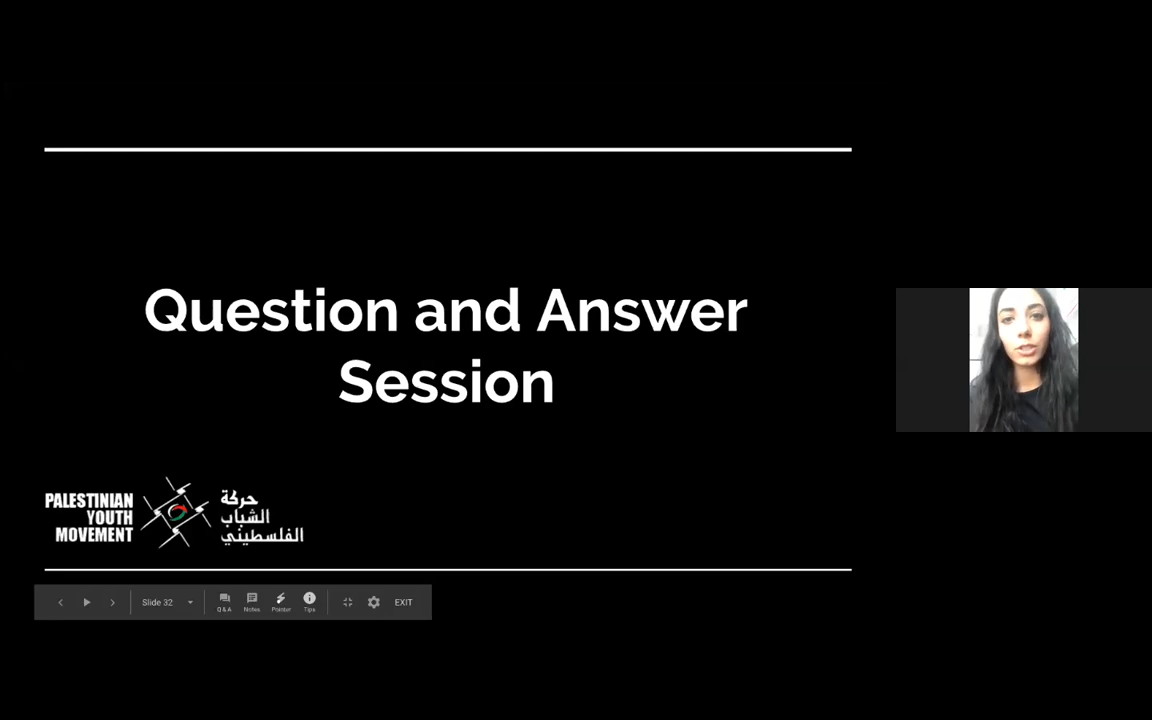 Question and Answer
Session
PALESTINIAN
YOUTH
MOVEMENT
حركة
الشباب
الفلسطيني
Slide 32
Q&A
Notes
Pointer
Tips
EXIT